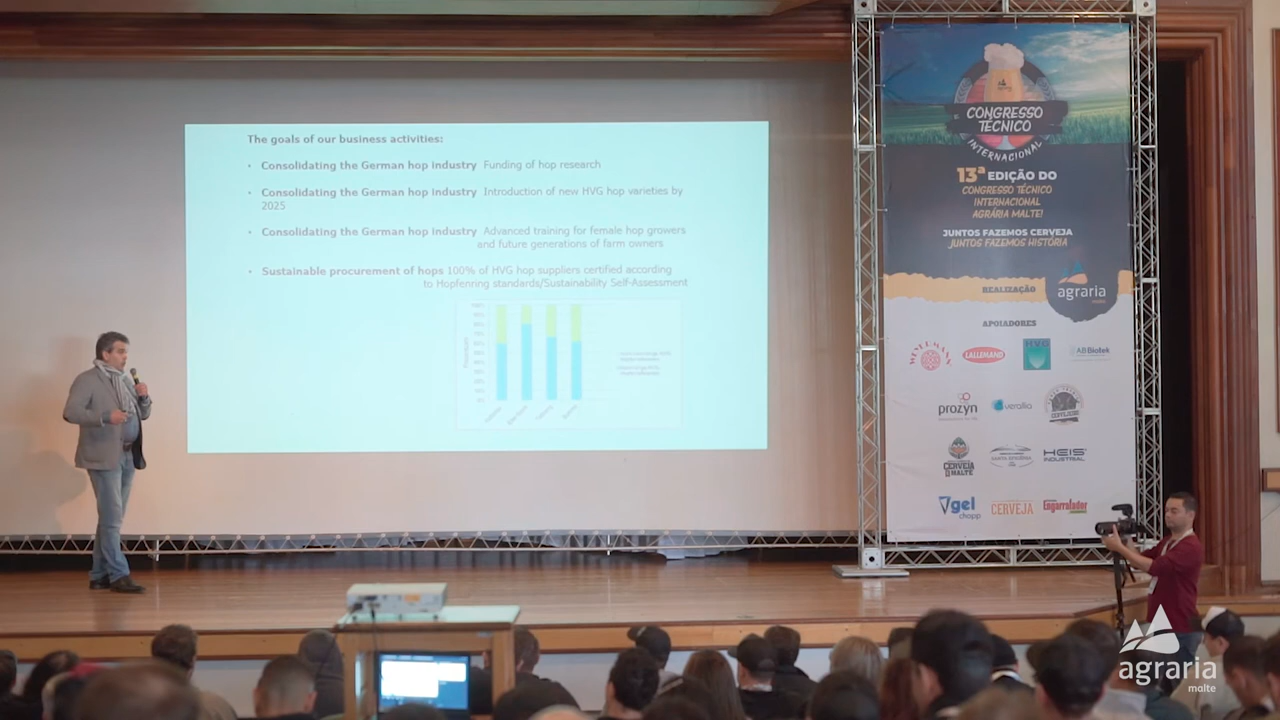 The goals of our business activities:
• Consolidating the German hop industry Funding of hop research
• Consolidating the German hop industry Introduction of new HVG hop varieties by
2025
• Consolidating the German hop industry Advanced training for female hop growers
and future generations of farm owners
• Sustainable procurement of hops 100% of HVG hop suppliers certified according
to Hopfenring standards/Sustainability Self-Assessment
CONGRESSO
TÉCNICO
INTERNACIONAL
13ª EDIÇÃO DO
CONGRESSO TÉCNICO
INTERNACIONAL
AGRÁRIA MALTE!
JUNTOS FAZEMOS CERVEJA
JUNTOS FAZEMOS HISTÓRIA
REALIZAÇÃO
agraria
malte
APOIADORES
LALLEMAND
HVG
AB Biotek
prozyn
verallia
CERVEJA
MALTE
HEIS
INDUSTRIAL
gel
chopp
CERVEJA
Engarrafador
agraria
malte